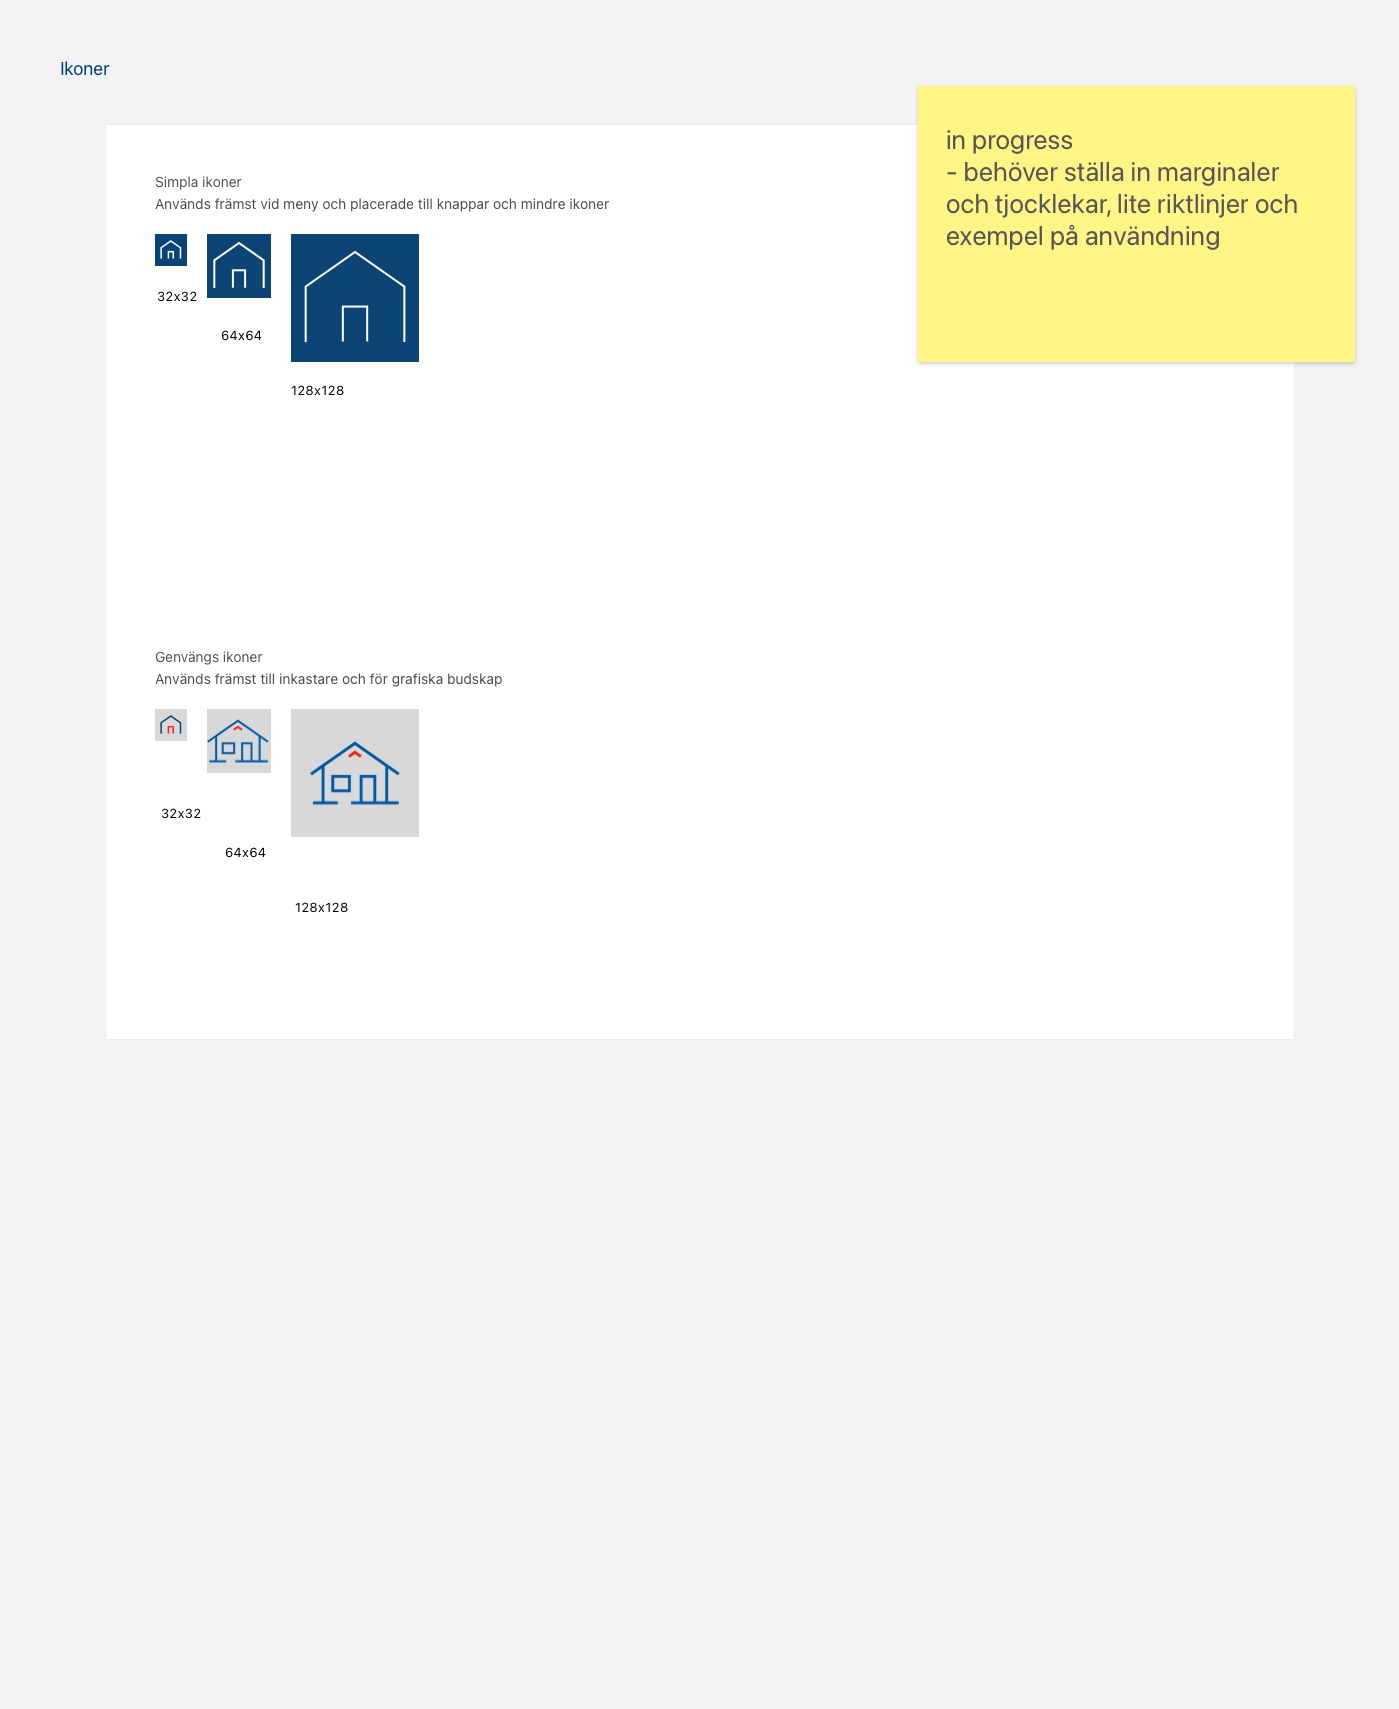 Ikoner
in progress
- behöver ställa in marginaler
och tjocklekar, lite riktlinjer och
exempel på användning
Simpla ikoner
Används främst vid meny och placerade till knappar och mindre ikoner
32x32
64x64
128x128
Genvängs ikoner
Används främst till inkastare och för grafiska budskap
32x32
64x64
128x128